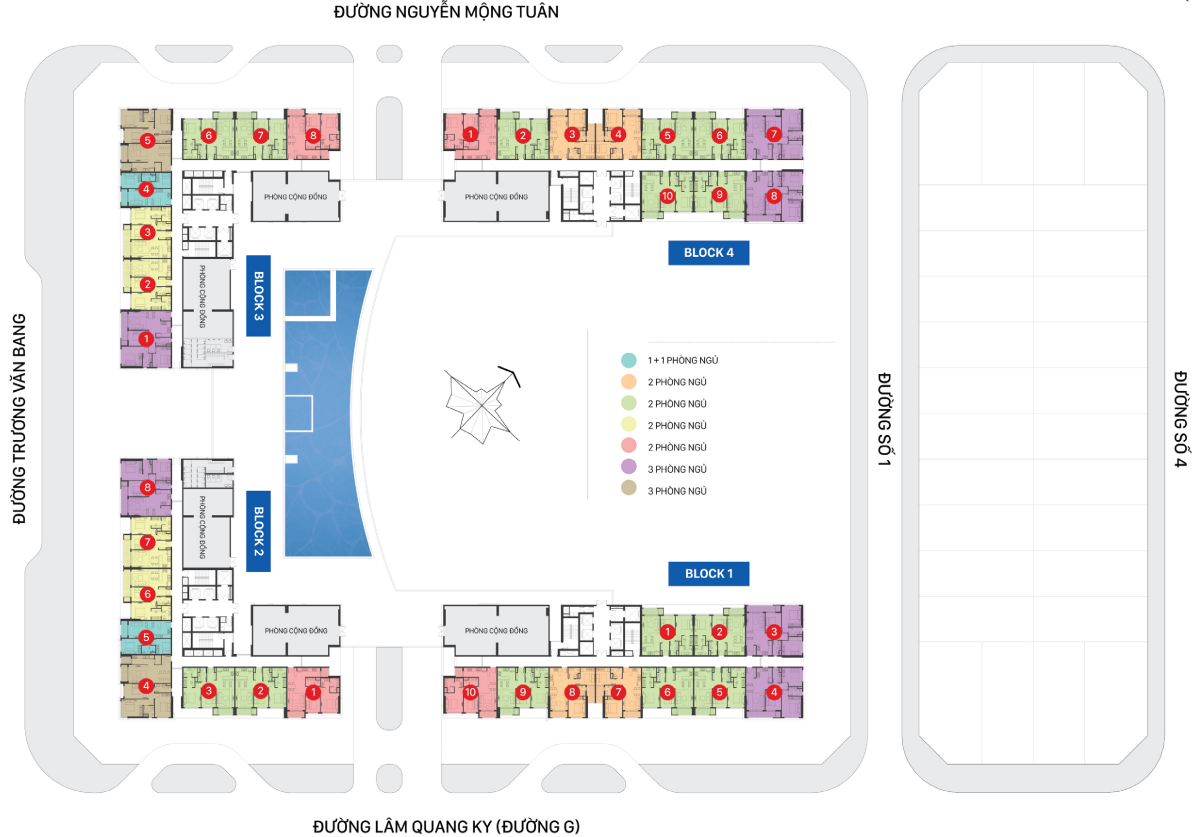 ĐƯỜNG NGUYỄN MỘNG TUÂN
5
6
7
8
1
2
3
4
5
6
7
4
PHÒNG CỘNG ĐỒNG
PHÒNG CỘNG ĐỒNG
10
9
8
3
2
1
PHÒNG CỘNG ĐỒNG
BLOCK 3
BLOCK 4
ĐƯỜNG TRƯƠNG VĂN BANG
1+1 PHÒNG NGỦ
2 PHÒNG NGỦ
2 PHÒNG NGỦ
2 PHÒNG NGỦ
2 PHÒNG NGỦ
3 PHÒNG NGỦ
3 PHÒNG NGỦ
ĐƯỜNG SỐ 1
ĐƯỜNG SỐ 4
8
7
6
5
PHÒNG CỘNG ĐỒNG
BLOCK 2
BLOCK 1
PHÒNG CỘNG ĐỒNG
PHÒNG CỘNG ĐỒNG
1
2
3
4
3
2
1
10
9
8
7
6
5
4
ĐƯỜNG LÂM QUANG KY (ĐƯỜNG G)